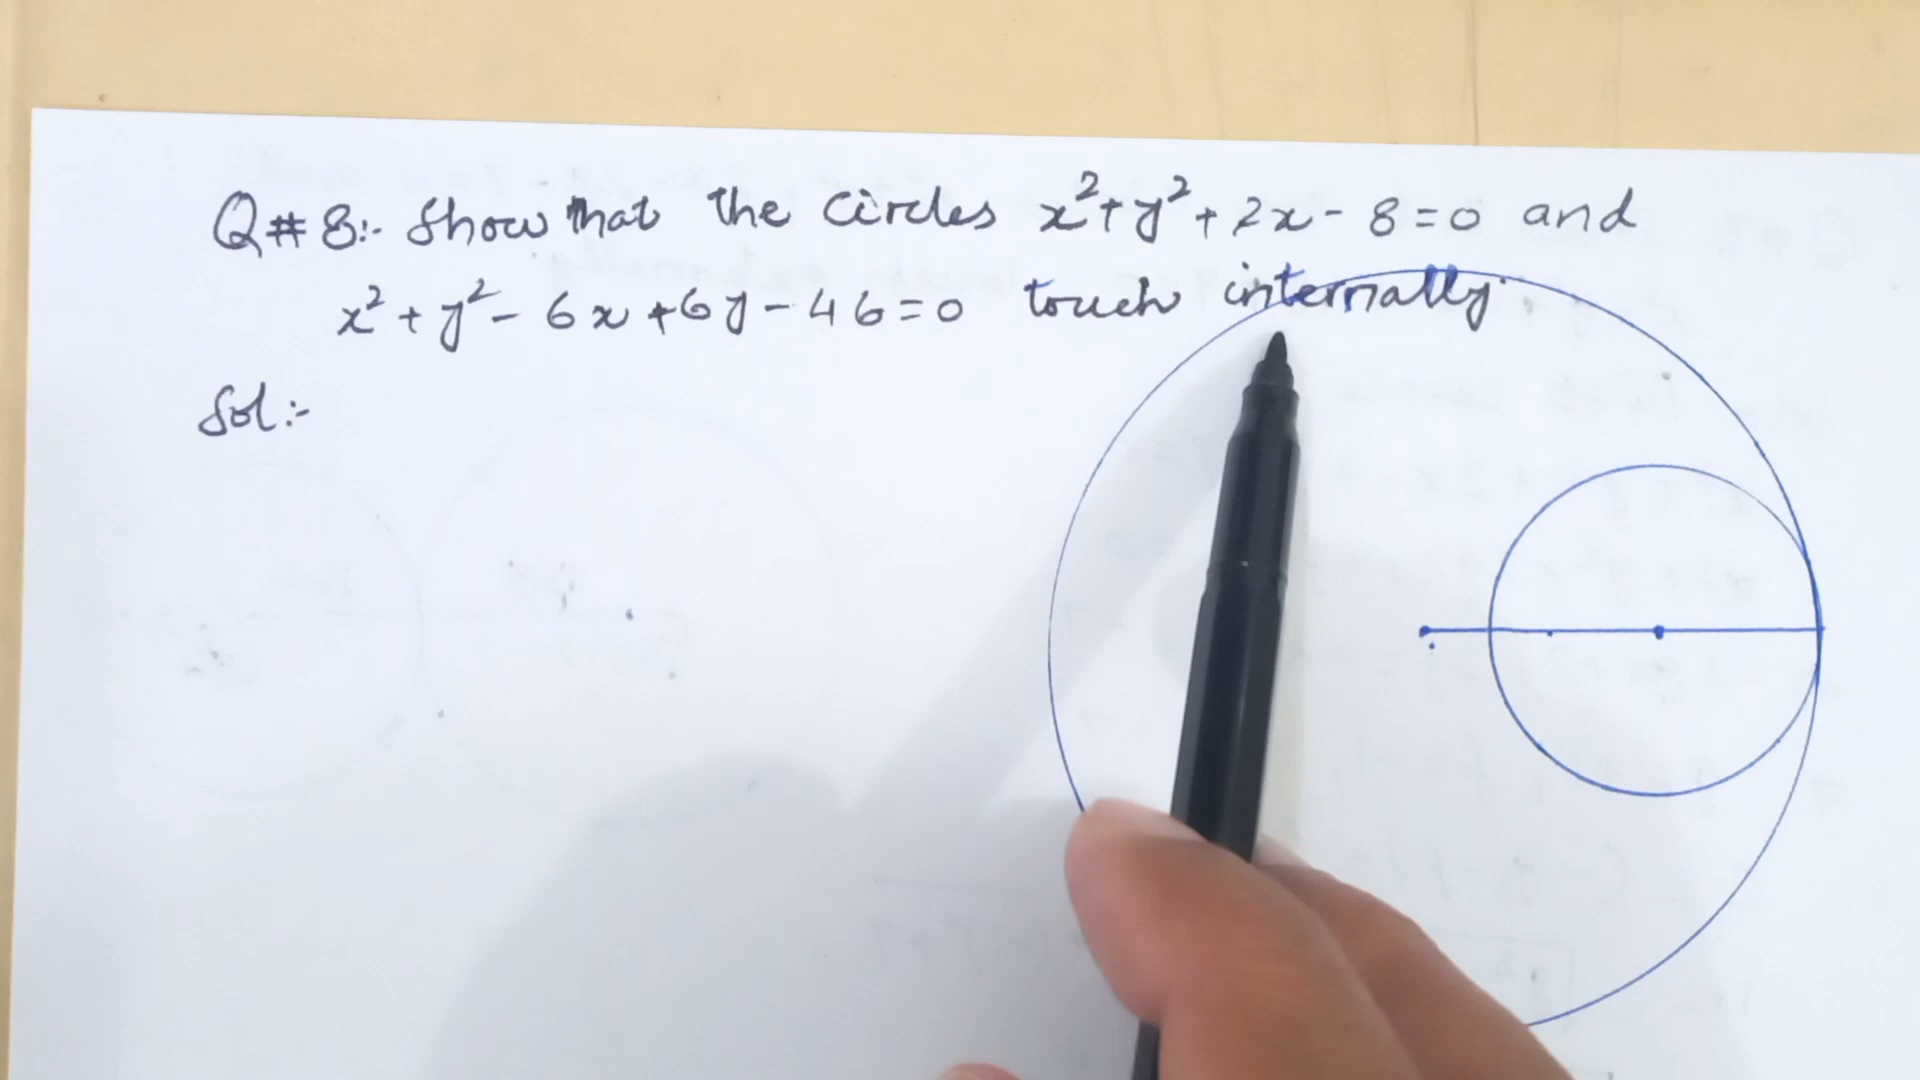 Q#8:- Show that the circles x²+y²+2x-8=0 and
x²+y²-6x+6y-46=0 touch internally.
Sol:-